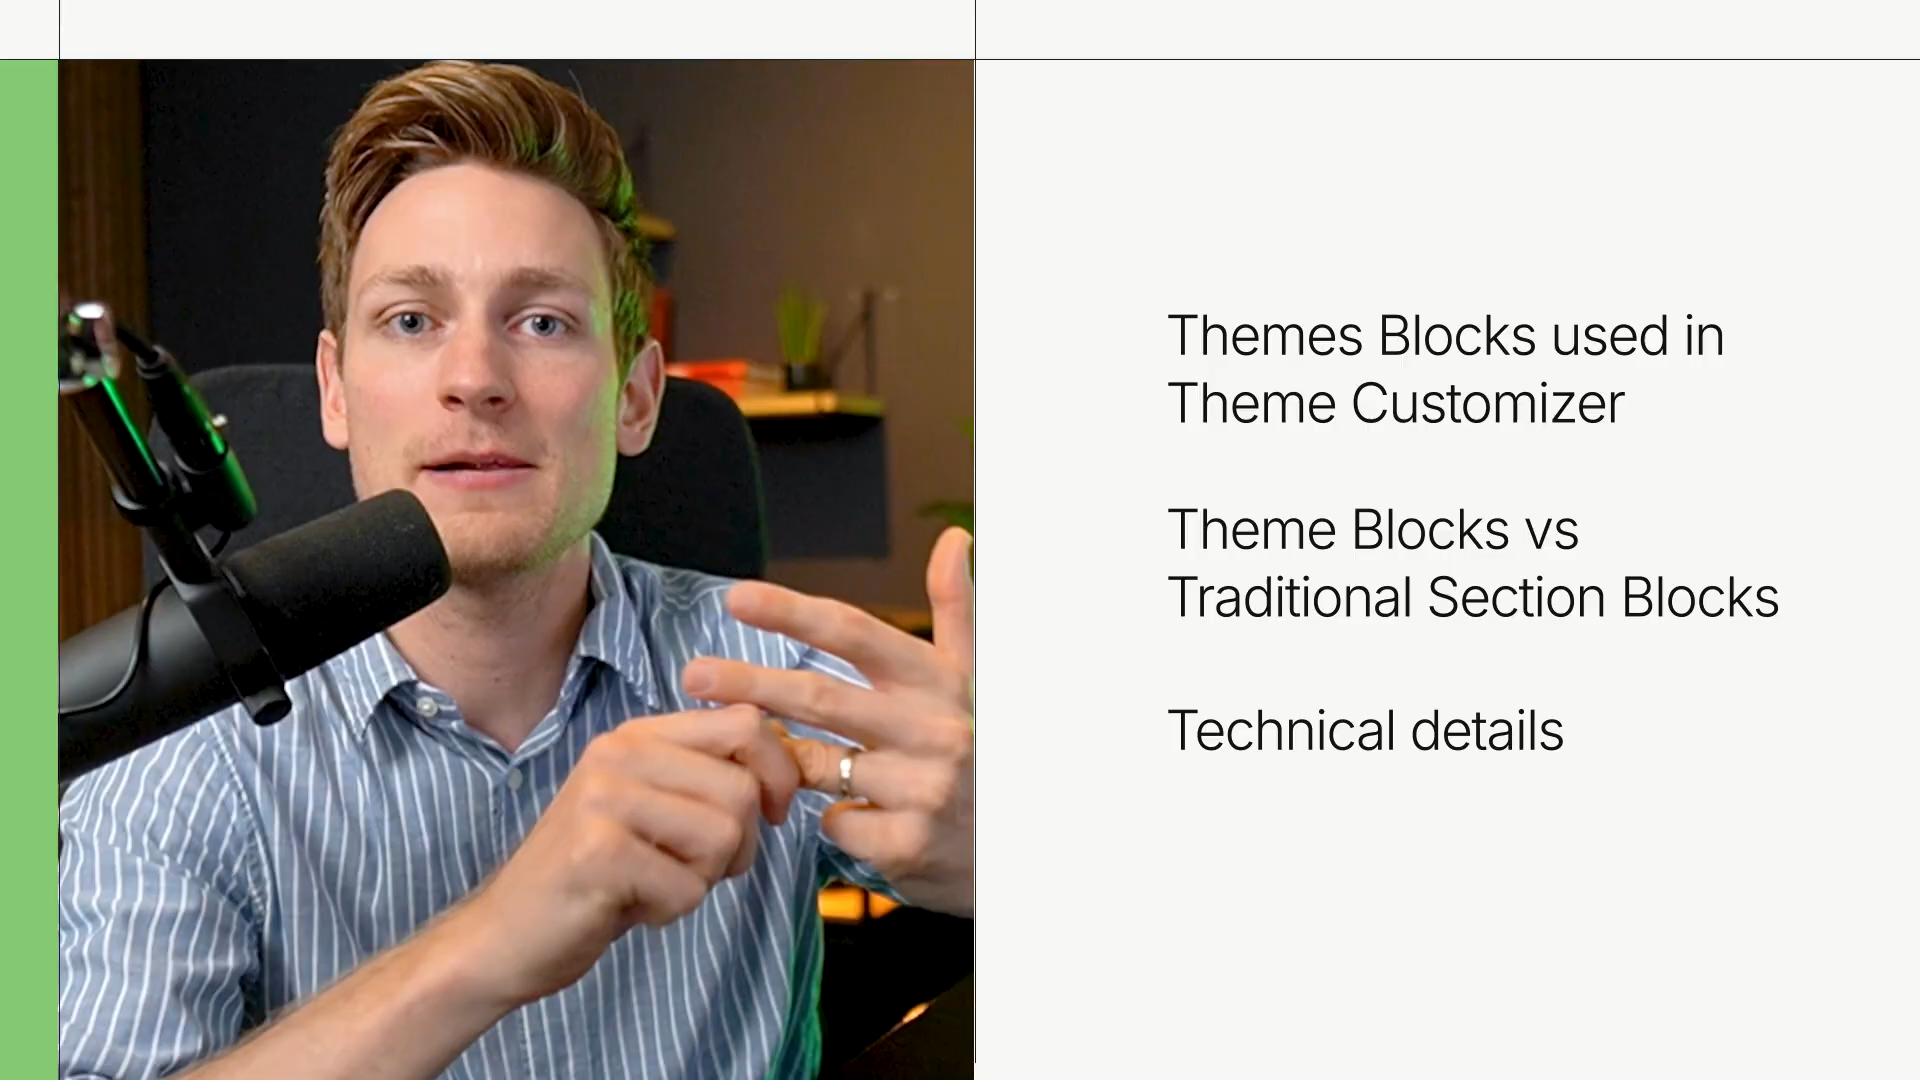 Themes Blocks used in
Theme Customizer
Theme Blocks vs
Traditional Section Blocks
Technical details